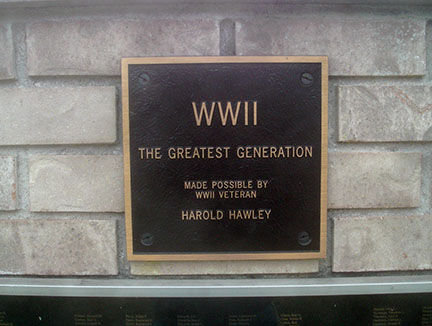 WWII
THE GREATEST GENERATION
MADE POSSIBLE BY
WWII VETERAN
HAROLD HAWLEY